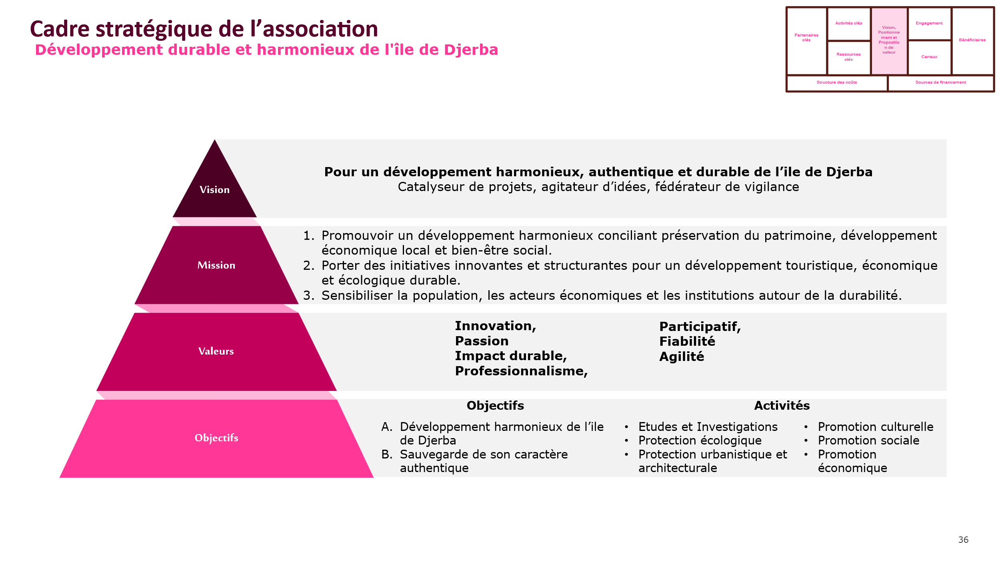 Cadre stratégique de l’association
Développement durable et harmonieux de l'île de Djerba
Partenaires
clés
Activités clés
Ressources
clés
Vision,
Positionne
ment et
Propositio
n de
valeur
Engagement
Canaux
Bénéficiaires
Structure des coûts
Sources de financement
Vision
Pour un développement harmonieux, authentique et durable de l’ile de Djerba
Catalyseur de projets, agitateur d’idées, fédérateur de vigilance
Mission
1. Promouvoir un développement harmonieux conciliant préservation du patrimoine, développement
économique local et bien-être social.
2. Porter des initiatives innovantes et structurantes pour un développement touristique, économique
et écologique durable.
3. Sensibiliser la population, les acteurs économiques et les institutions autour de la durabilité.
Valeurs
Innovation,
Passion
Impact durable,
Professionnalisme,
Participatif,
Fiabilité
Agilité
Objectifs
Objectifs
A. Développement harmonieux de l’ile
de Djerba
B. Sauvegarde de son caractère
authentique
Activités
• Etudes et Investigations
• Protection écologique
• Protection urbanistique et
architecturale
• Promotion culturelle
• Promotion sociale
• Promotion
économique
36